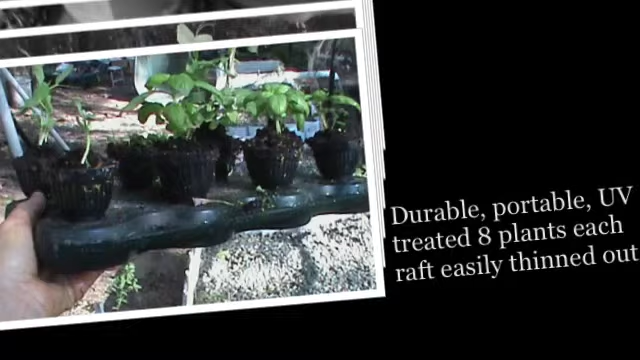 Durable, portable, UV
treated 8 plants each
raft easily thinned out